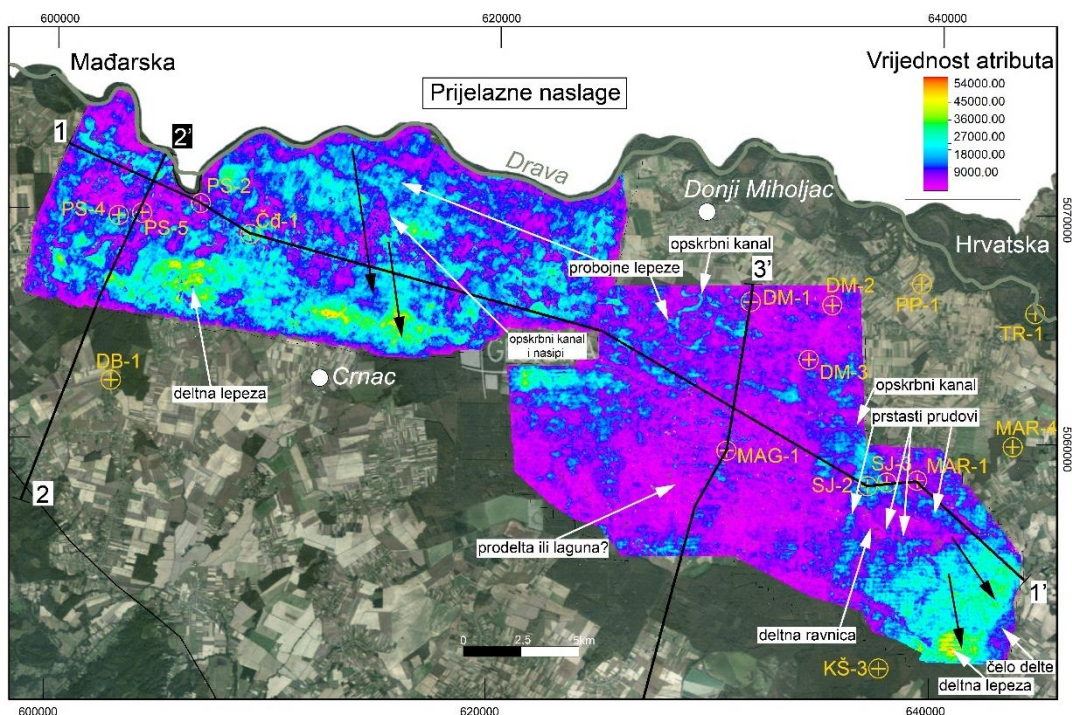 600000
620000
640000
Mađarska
Vrijednost atributa
54000.00
45000.00
36000.00
27000.00
18000.00
9000.00
Prijelazne naslage
1
2'
Drava
Donji Miholjac
PS-2
PS-4
PS-5
Čđ-1
5070000
Hrvatska
opskrbni kanal
probojne lepeze
3'
DM-1
DM-2
PP-1
TR-1
opskrbni kanal
i nasipi
DB-1
deltna lepeza
Crnac
DM-3
opskrbni kanal
prstasti prudovi
MAR-4
5060000
MAG-1
SJ-3
MAR-1
SJ-2
2
prodelta ili laguna?
1'
deltna ravnica
0
2.5
5km
KŠ-3
čelo delte
deltna lepeza
600000
620000
640000